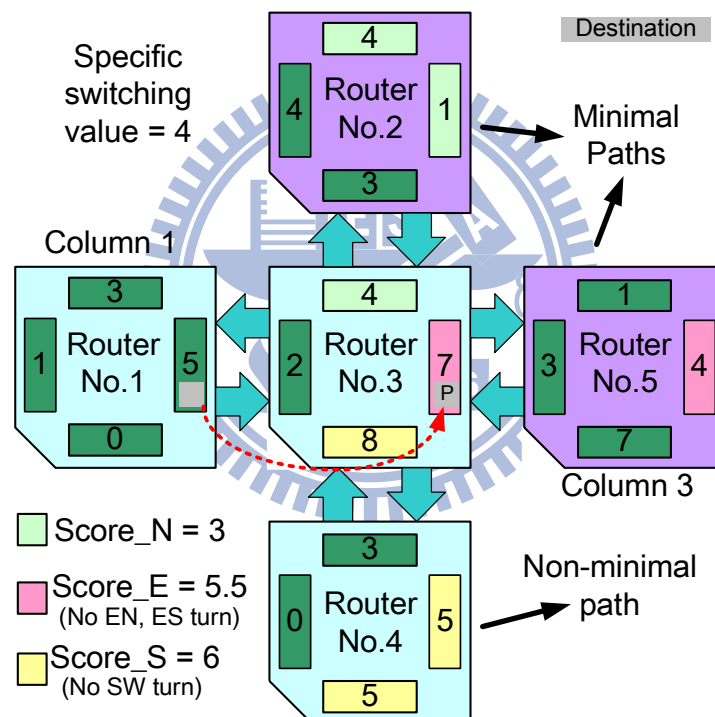 Specific
switching
value = 4
Destination
4
4
Router
No.2
1
3
Minimal
Paths
Column 1
3
1
Router
No.1
5
0
4
2
Router
No.3
7
P
8
1
3
Router
No.5
4
7
Column 3
Score_N = 3
Score_E = 5.5
(No EN, ES turn)
Score_S = 6
(No SW turn)
3
0
Router
No.4
5
5
Non-minimal
path